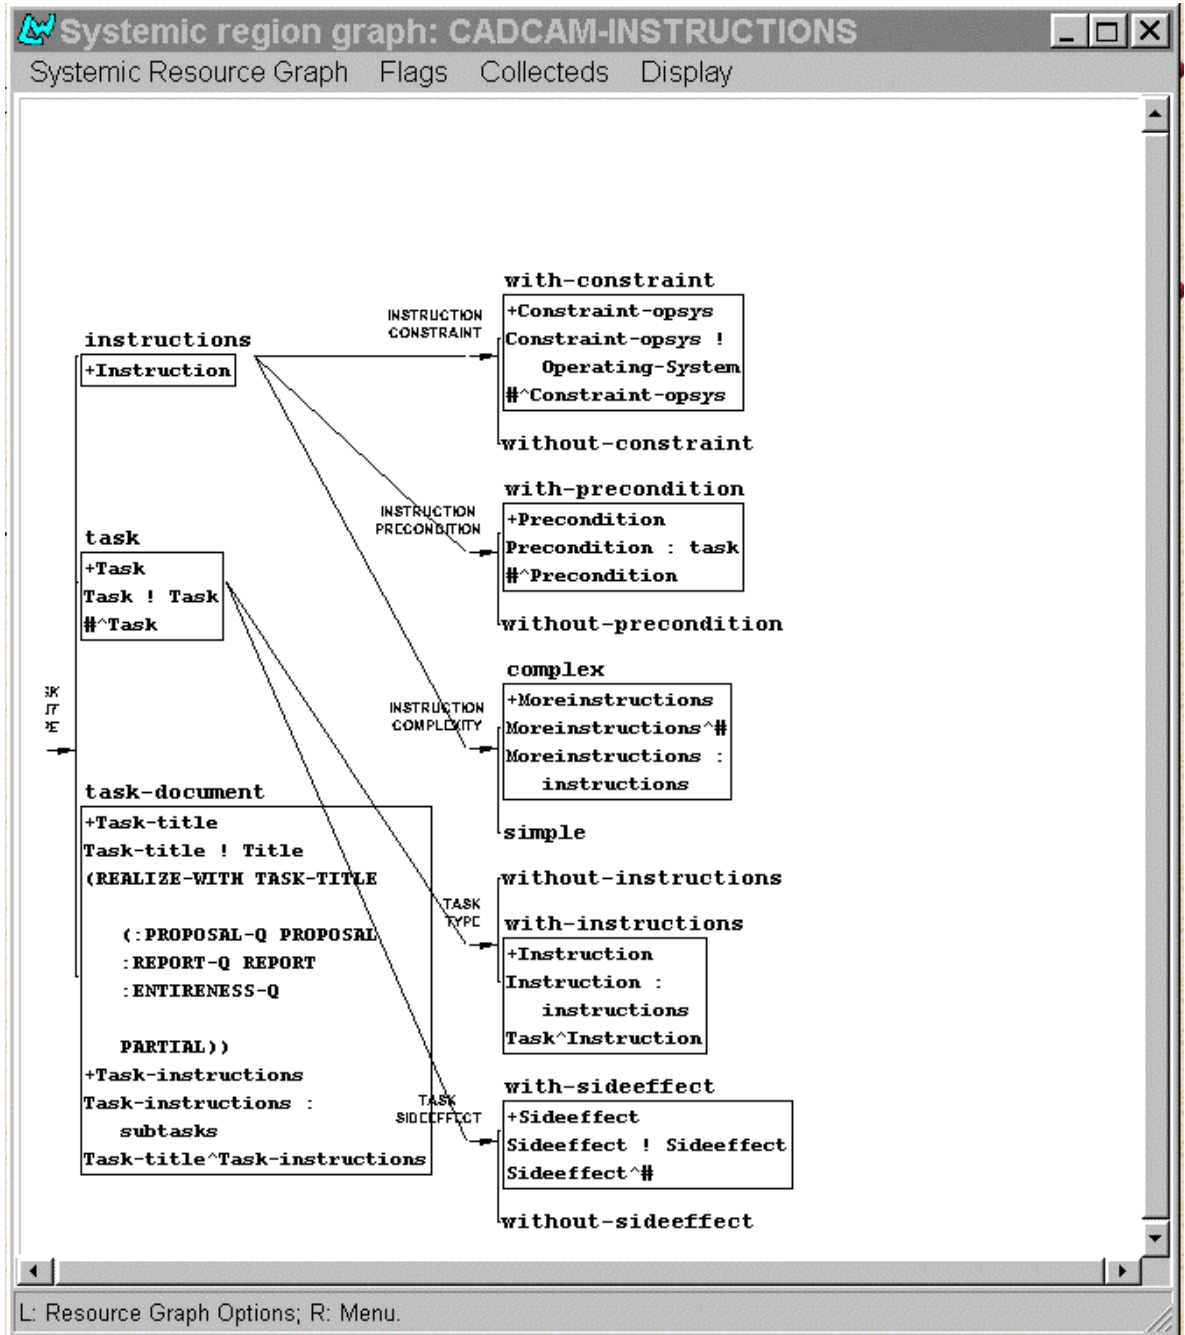 Systemic region graph: CADCAM-INSTRUCTIONS
Systemic Resource Graph Flags Collecteds Display
with-constraint
INSTRUCTION
CONSTRAINT
+Constraint-opsys
Constraint-opsys !
Operating-System
#^Constraint-opsys
without-constraint
instructions
+Instruction
with-precondition
INSTRUCTION
PRECONDITION
+Precondition
Precondition : task
#^Precondition
without-precondition
task
+Task
Task ! Task
#^Task
complex
INSTRUCTION
COMPLEXITY
+Moreinstructions
Moreinstructions^#
Moreinstructions :
instructions
simple
task-document
+Task-title
Task-title ! Title
(REALIZE-WITH TASK-TITLE
(:PROPOSAL-Q PROPOSAL
:REPORT-Q REPORT
:ENTIRENESS-Q
PARTIAL))
+Task-instructions
Task-instructions :
subtasks
Task-title^Task-instructions
without-instructions
TASK
TYPE
with-instructions
+Instruction
Instruction :
instructions
Task^Instruction
with-sideeffect
TASK
SIDEEFFECT
+Sideeffect
Sideeffect ! Sideeffect
Sideeffect^#
without-sideeffect
L: Resource Graph Options; R: Menu.